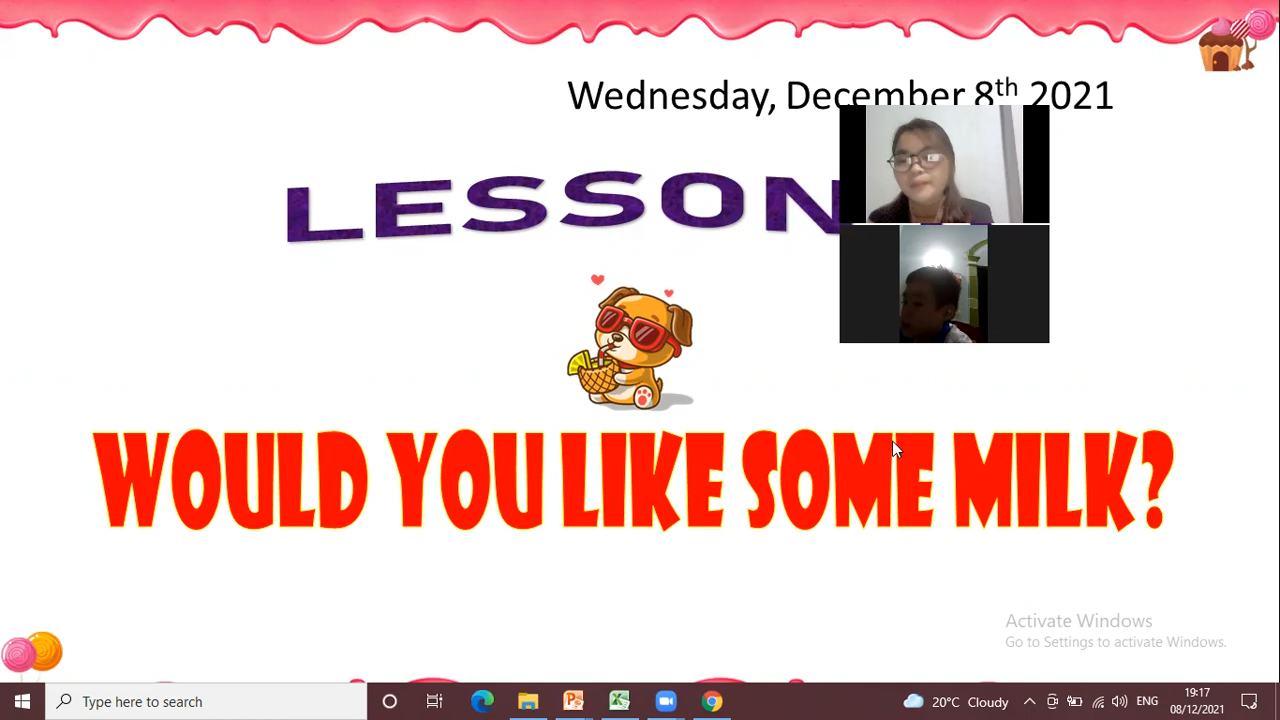 Wednesday, December 8th 2021
LESSON
WOULD YOU LIKE SOME MILK?
Activate Windows
Go to Settings to activate Windows.
Type here to search
20°C Cloudy
ENG
19:17
08/12/2021